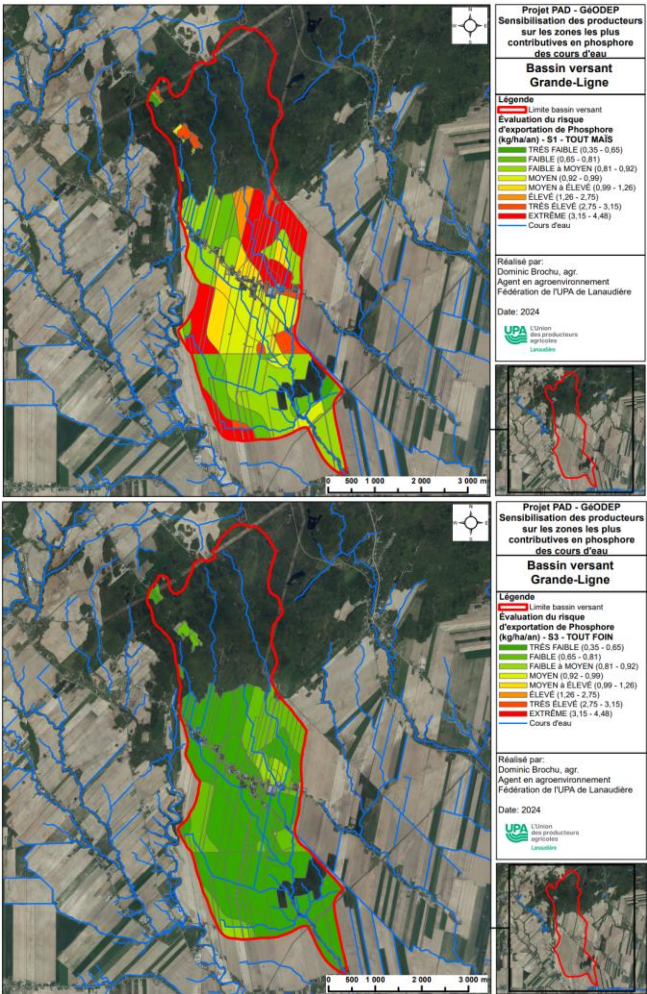 Projet PAD - GéODEP
Sensibilisation des producteurs
sur les zones les plus
contributives en phosphore
des cours d'eau
Bassin versant
Grande-Ligne
Légende
Limite bassin versant
Évaluation du risque
d'exportation de Phosphore
(kg/ha/an) - S1 - TOUT MAÏS
TRÈS FAIBLE (0,35 - 0,65)
FAIBLE (0,65 - 0,81)
FAIBLE à MOYEN (0,81 - 0,92)
MOYEN (0,92 - 0,99)
MOYEN à ÉLEVÉ (0,99 - 1,26)
ÉLEVÉ (1,26 - 2,75)
TRÈS ÉLEVÉ (2,75 - 3,15)
EXTRÊME (3,15 - 4,48)
Cours d'eau
Réalisé par:
Dominic Brochu, agr.
Agent en agroenvironnement
Fédération de l'UPA de Lanaudière
Date: 2024
UPA
L'Union
des producteurs
agricoles
Lanaudière
0 500 1 000 2 000 3 000 m
Projet PAD - GéODEP
Sensibilisation des producteurs
sur les zones les plus
contributives en phosphore
des cours d'eau
Bassin versant
Grande-Ligne
Légende
Limite bassin versant
Évaluation du risque
d'exportation de Phosphore
(kg/ha/an) - S3 - TOUT FOIN
TRÈS FAIBLE (0,35 - 0,65)
FAIBLE (0,65 - 0,81)
FAIBLE à MOYEN (0,81 - 0,92)
MOYEN (0,92 - 0,99)
MOYEN à ÉLEVÉ (0,99 - 1,26)
ÉLEVÉ (1,26 - 2,75)
TRÈS ÉLEVÉ (2,75 - 3,15)
EXTRÊME (3,15 - 4,48)
Cours d'eau
Réalisé par:
Dominic Brochu, agr.
Agent en agroenvironnement
Fédération de l'UPA de Lanaudière
Date: 2024
UPA
L'Union
des producteurs
agricoles
Lanaudière
0 500 1 000 2 000 3 000 m